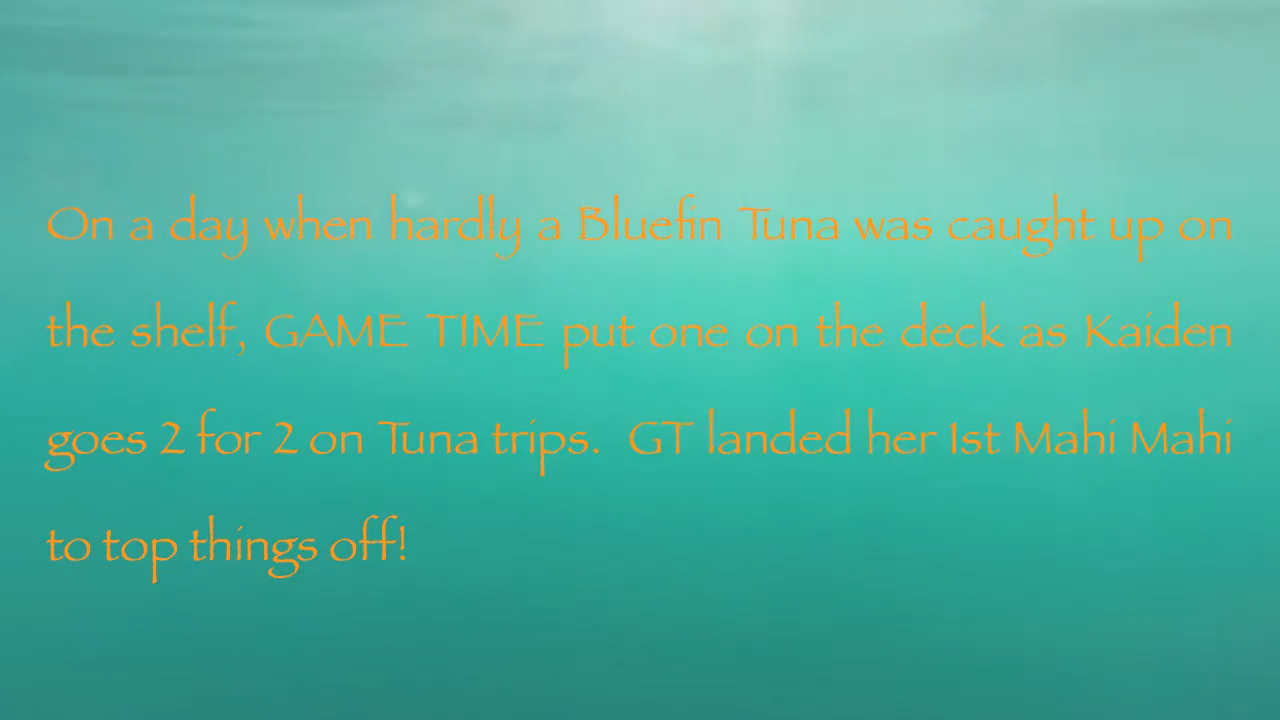 On a day when hardly a Bluefin Tuna was caught up on
the shelf, GAME TIME put one on the deck as Kaiden
goes 2 for 2 on Tuna trips.  GT landed her 1st Mahi Mahi
to top things off!